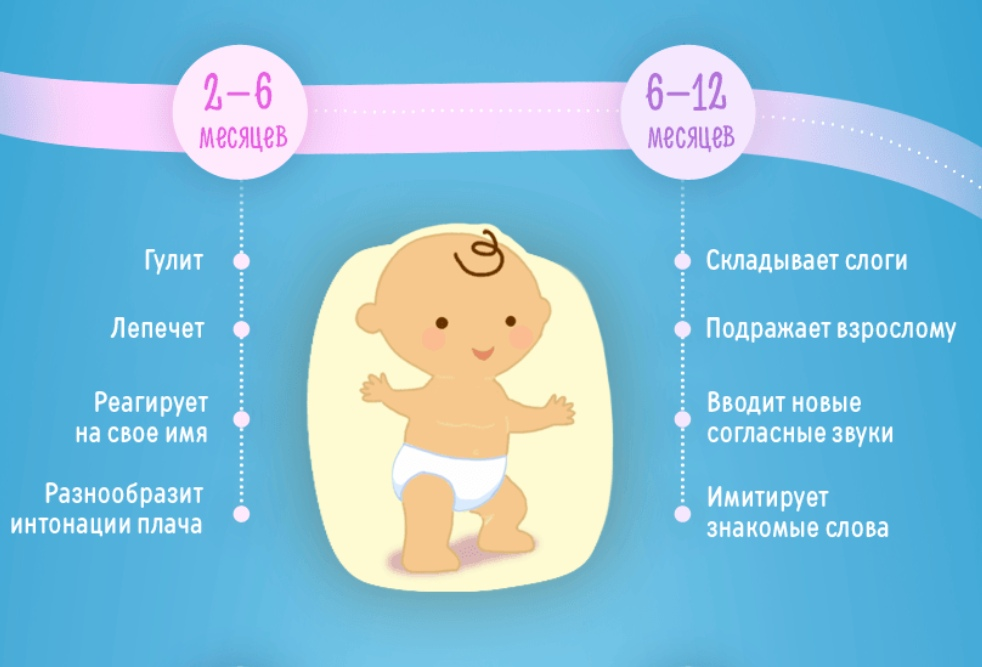 2–6
месяцев
Гулит
Лепечет
Реагирует
на свое имя
Разнообразит
интонации плача
6–12
месяцев
Складывает слоги
Подражает взрослому
Вводит новые
согласные звуки
Имитирует
знакомые слова